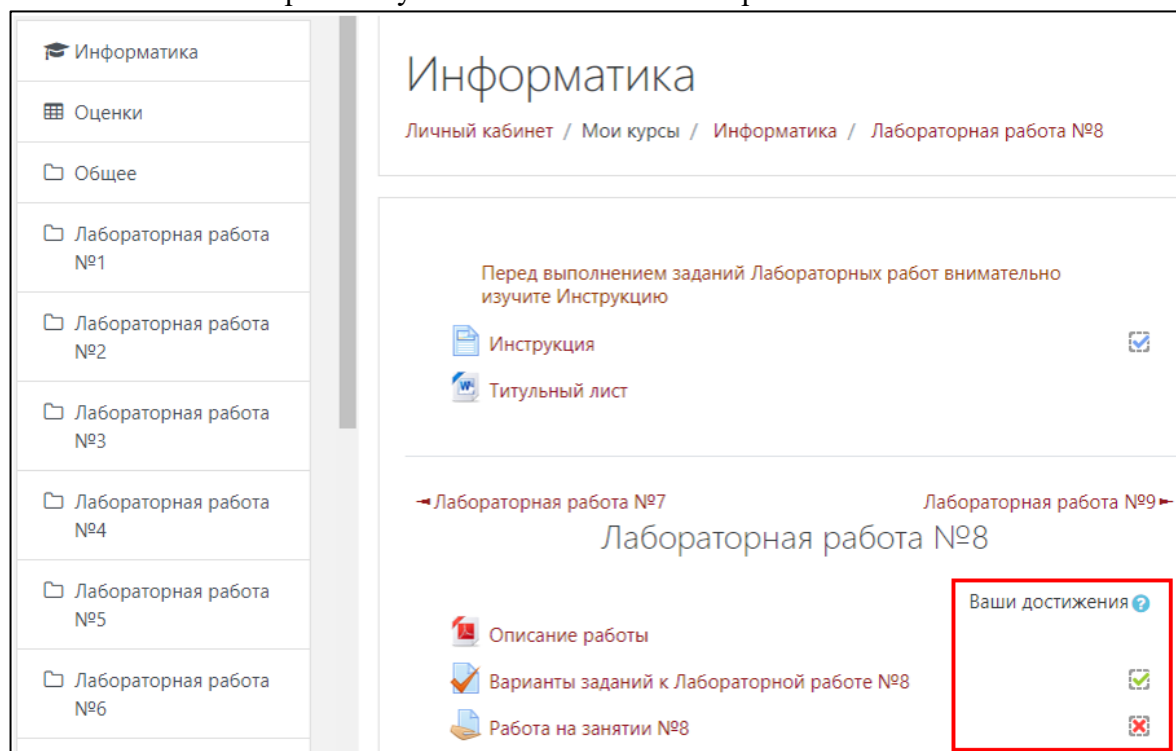 Информатика
Оценки
Общее
Лабораторная работа
№1
Лабораторная работа
№2
Лабораторная работа
№3
Лабораторная работа
№4
Лабораторная работа
№5
Лабораторная работа
№6
Информатика
Личный кабинет / Мои курсы / Информатика / Лабораторная работа №8
Перед выполнением заданий Лабораторных работ внимательно
изучите Инструкцию
Инструкция
Титульный лист
◄Лабораторная работа №7
Лабораторная работа №9►
Лабораторная работа №8
Ваши достижения
Описание работы
Варианты заданий к Лабораторной работе №8
Работа на занятии №8